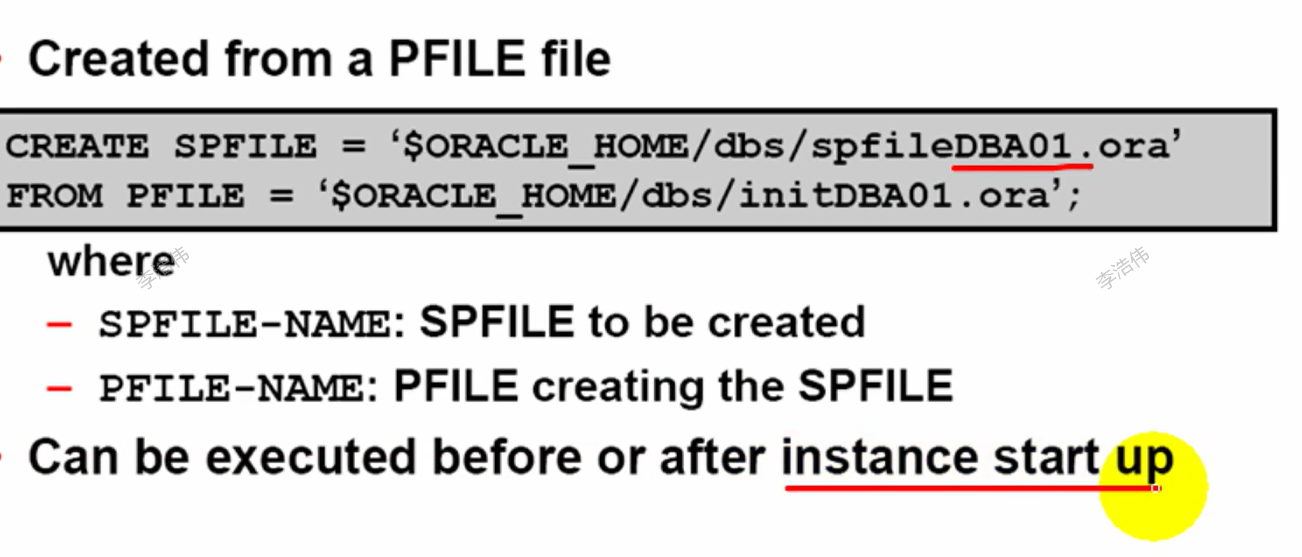 Created from a PFILE file
CREATE SPFILE = ‘$ORACLE_HOME/dbs/spfileDBA01.ora’
FROM PFILE = ‘$ORACLE_HOME/dbs/initDBA01.ora’;
where
李浩伟
李浩伟
– SPFILE-NAME: SPFILE to be created
– PFILE-NAME: PFILE creating the SPFILE
Can be executed before or after instance start up